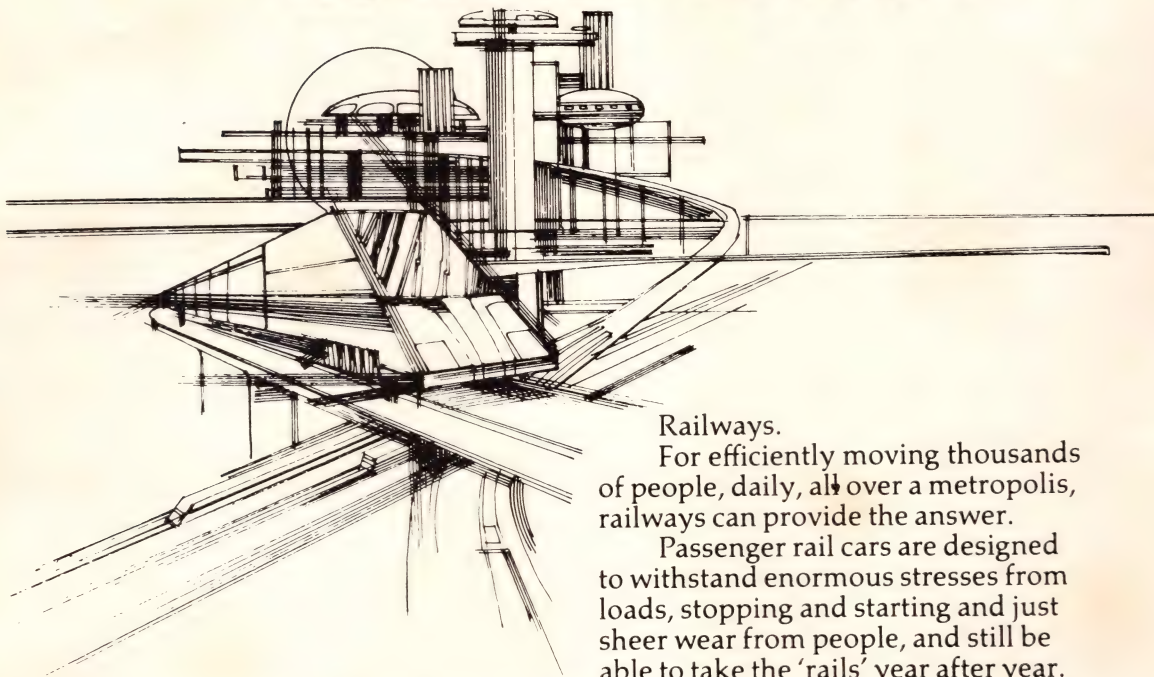 Railways.
For efficiently moving thousands
of people, daily, all over a metropolis,
railways can provide the answer.
Passenger rail cars are designed
to withstand enormous stresses from
loads, stopping and starting and just
sheer wear from people, and still be
able to take the 'rails' year after year.